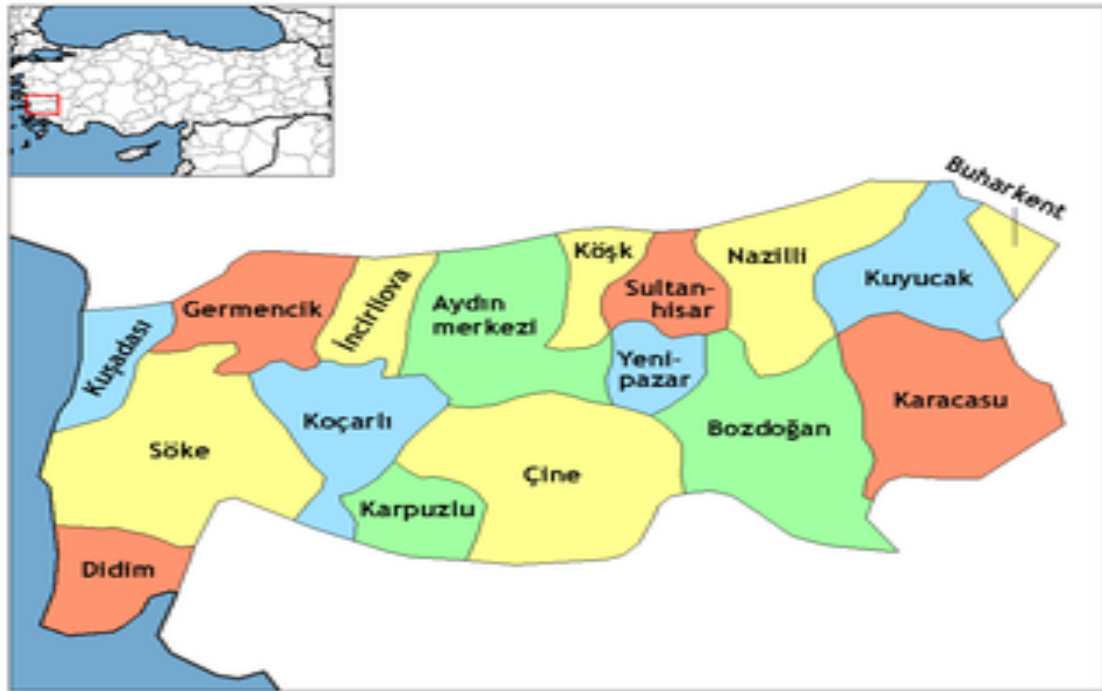 Buharkent
Köşk
Nazilli
Kuyucak
Germencik
İncirliova
Aydın
merkezi
Sultan-
hisar
Kuşadası
Yeni-
pazar
Karacasu
Koçarlı
Bozdoğan
Söke
Çine
Karpuzlu
Didim